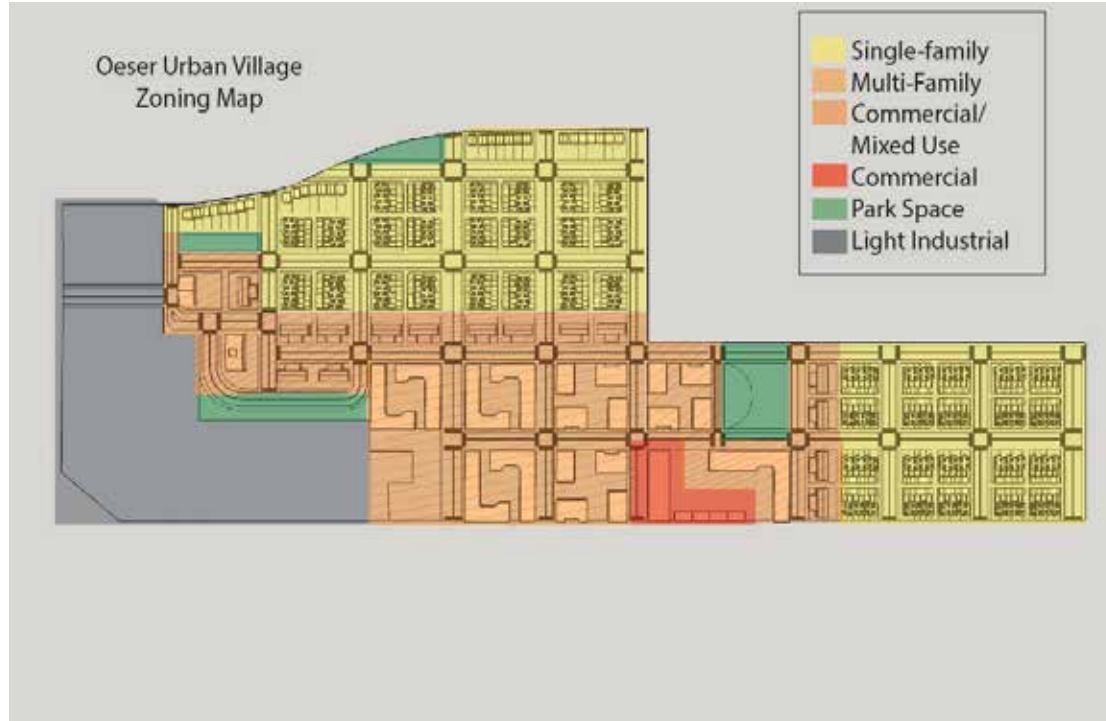 Oeser Urban Village
Zoning Map
Single-family
Multi-Family
Commercial/
Mixed Use
Commercial
Park Space
Light Industrial